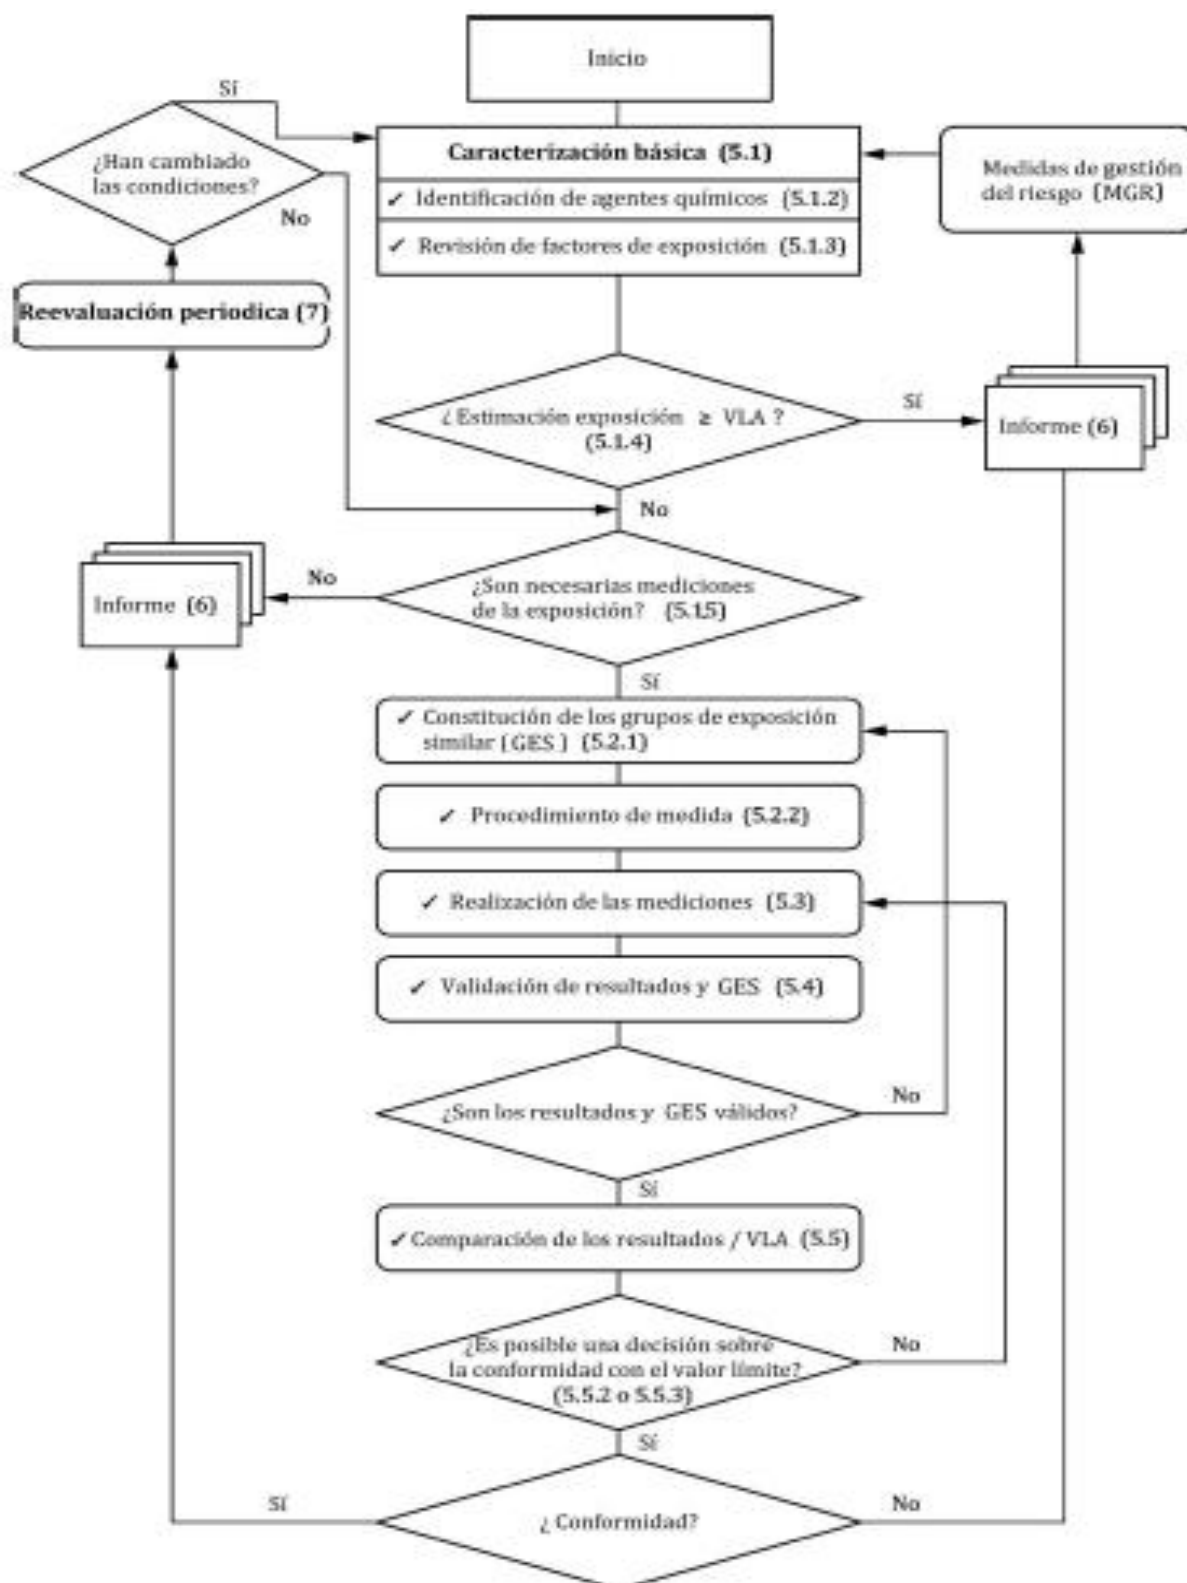 Inicio
Sí
¿Han cambiado
las condiciones?
No
Caracterización básica (5.1)
✓ Identificación de agentes químicos (5.1.2)
✓ Revisión de factores de exposición (5.1.3)
Medidas de gestión
del riesgo (MGR)
Reevaluación periodica (7)
¿Estimación exposición ≥ VLA ?
(5.1.4)
Sí
Informe (6)
No
¿Son necesarias mediciones
de la exposición? (5.1.5)
No
Informe (6)
Sí
✓ Constitución de los grupos de exposición
similar (GES) (5.2.1)
✓ Procedimiento de medida (5.2.2)
✓ Realización de las mediciones (5.3)
✓ Validación de resultados y GES (5.4)
¿Son los resultados y GES válidos?
No
Sí
✓ Comparación de los resultados / VLA (5.5)
¿Es posible una decisión sobre
la conformidad con el valor límite?
(5.5.2 o 5.5.3)
No
Sí
Sí
¿ Conformidad?
No